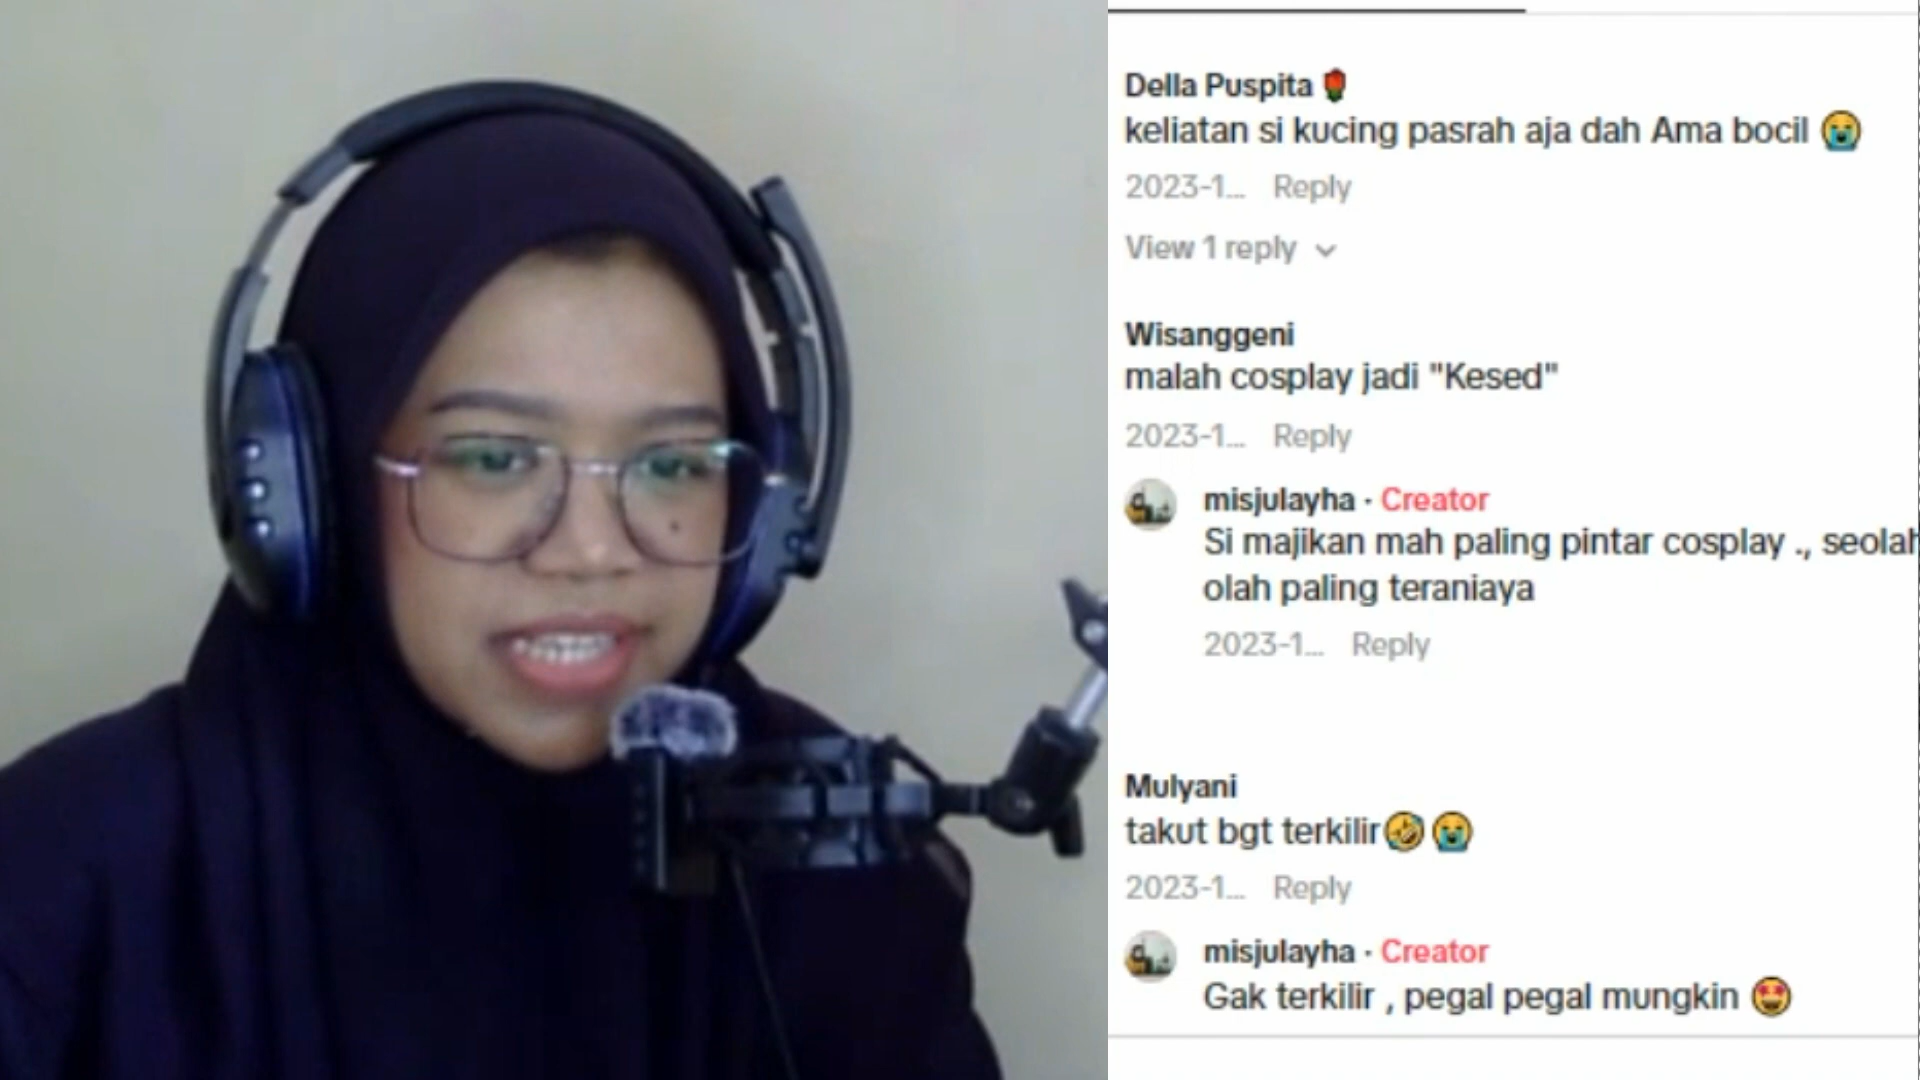 Della Puspita🌹
keliatan si kucing pasrah aja dah Ama bocil 😭
2023-1... Reply
View 1 reply
Wisanggeni
malah cosplay jadi "Kesed"
2023-1... Reply
misjulayha · Creator
Si majikan mah paling pintar cosplay ., seolah
olah paling teraniaya
2023-1... Reply
Mulyani
takut bgt terkilir🤣😭
2023-1... Reply
misjulayha · Creator
Gak terkilir , pegal pegal mungkin 🤩